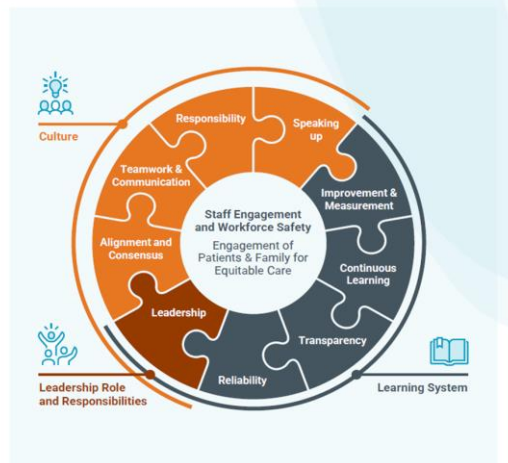 Culture
Responsibility
Speaking
up
Teamwork &
Communication
Improvement &
Measurement
Staff Engagement
and Workforce Safety
Engagement of
Patients & Family for
Equitable Care
Alignment and
Consensus
Continuous
Learning
Leadership
Transparency
Reliability
Leadership Role
and Responsibilities
Learning System